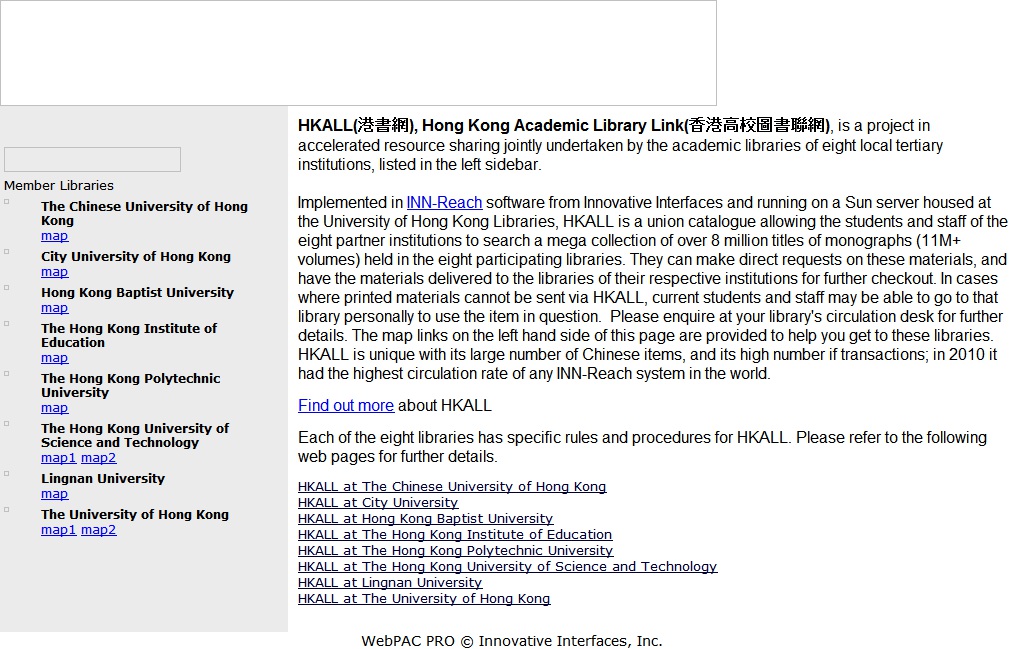 Member Libraries
The Chinese University of Hong
Kong
map
City University of Hong Kong
map
Hong Kong Baptist University
map
The Hong Kong Institute of
Education
map
The Hong Kong Polytechnic
University
map
The Hong Kong University of
Science and Technology
map1 map2
Lingnan University
map
The University of Hong Kong
map1 map2
HKALL(港書網), Hong Kong Academic Library Link(香港高校圖書聯網), is a project in
accelerated resource sharing jointly undertaken by the academic libraries of eight local tertiary
institutions, listed in the left sidebar.
Implemented in INN-Reach software from Innovative Interfaces and running on a Sun server housed at
the University of Hong Kong Libraries, HKALL is a union catalogue allowing the students and staff of the
eight partner institutions to search a mega collection of over 8 million titles of monographs (11M+
volumes) held in the eight participating libraries. They can make direct requests on these materials, and
have the materials delivered to the libraries of their respective institutions for further checkout. In cases
where printed materials cannot be sent via HKALL, current students and staff may be able to go to that
library personally to use the item in question.  Please enquire at your library's circulation desk for further
details. The map links on the left hand side of this page are provided to help you get to these libraries.
HKALL is unique with its large number of Chinese items, and its high number if transactions; in 2010 it
had the highest circulation rate of any INN-Reach system in the world.
Find out more about HKALL
Each of the eight libraries has specific rules and procedures for HKALL. Please refer to the following
web pages for further details.
HKALL at The Chinese University of Hong Kong
HKALL at City University
HKALL at Hong Kong Baptist University
HKALL at The Hong Kong Institute of Education
HKALL at The Hong Kong Polytechnic University
HKALL at The Hong Kong University of Science and Technology
HKALL at Lingnan University
HKALL at The University of Hong Kong
WebPAC PRO © Innovative Interfaces, Inc.